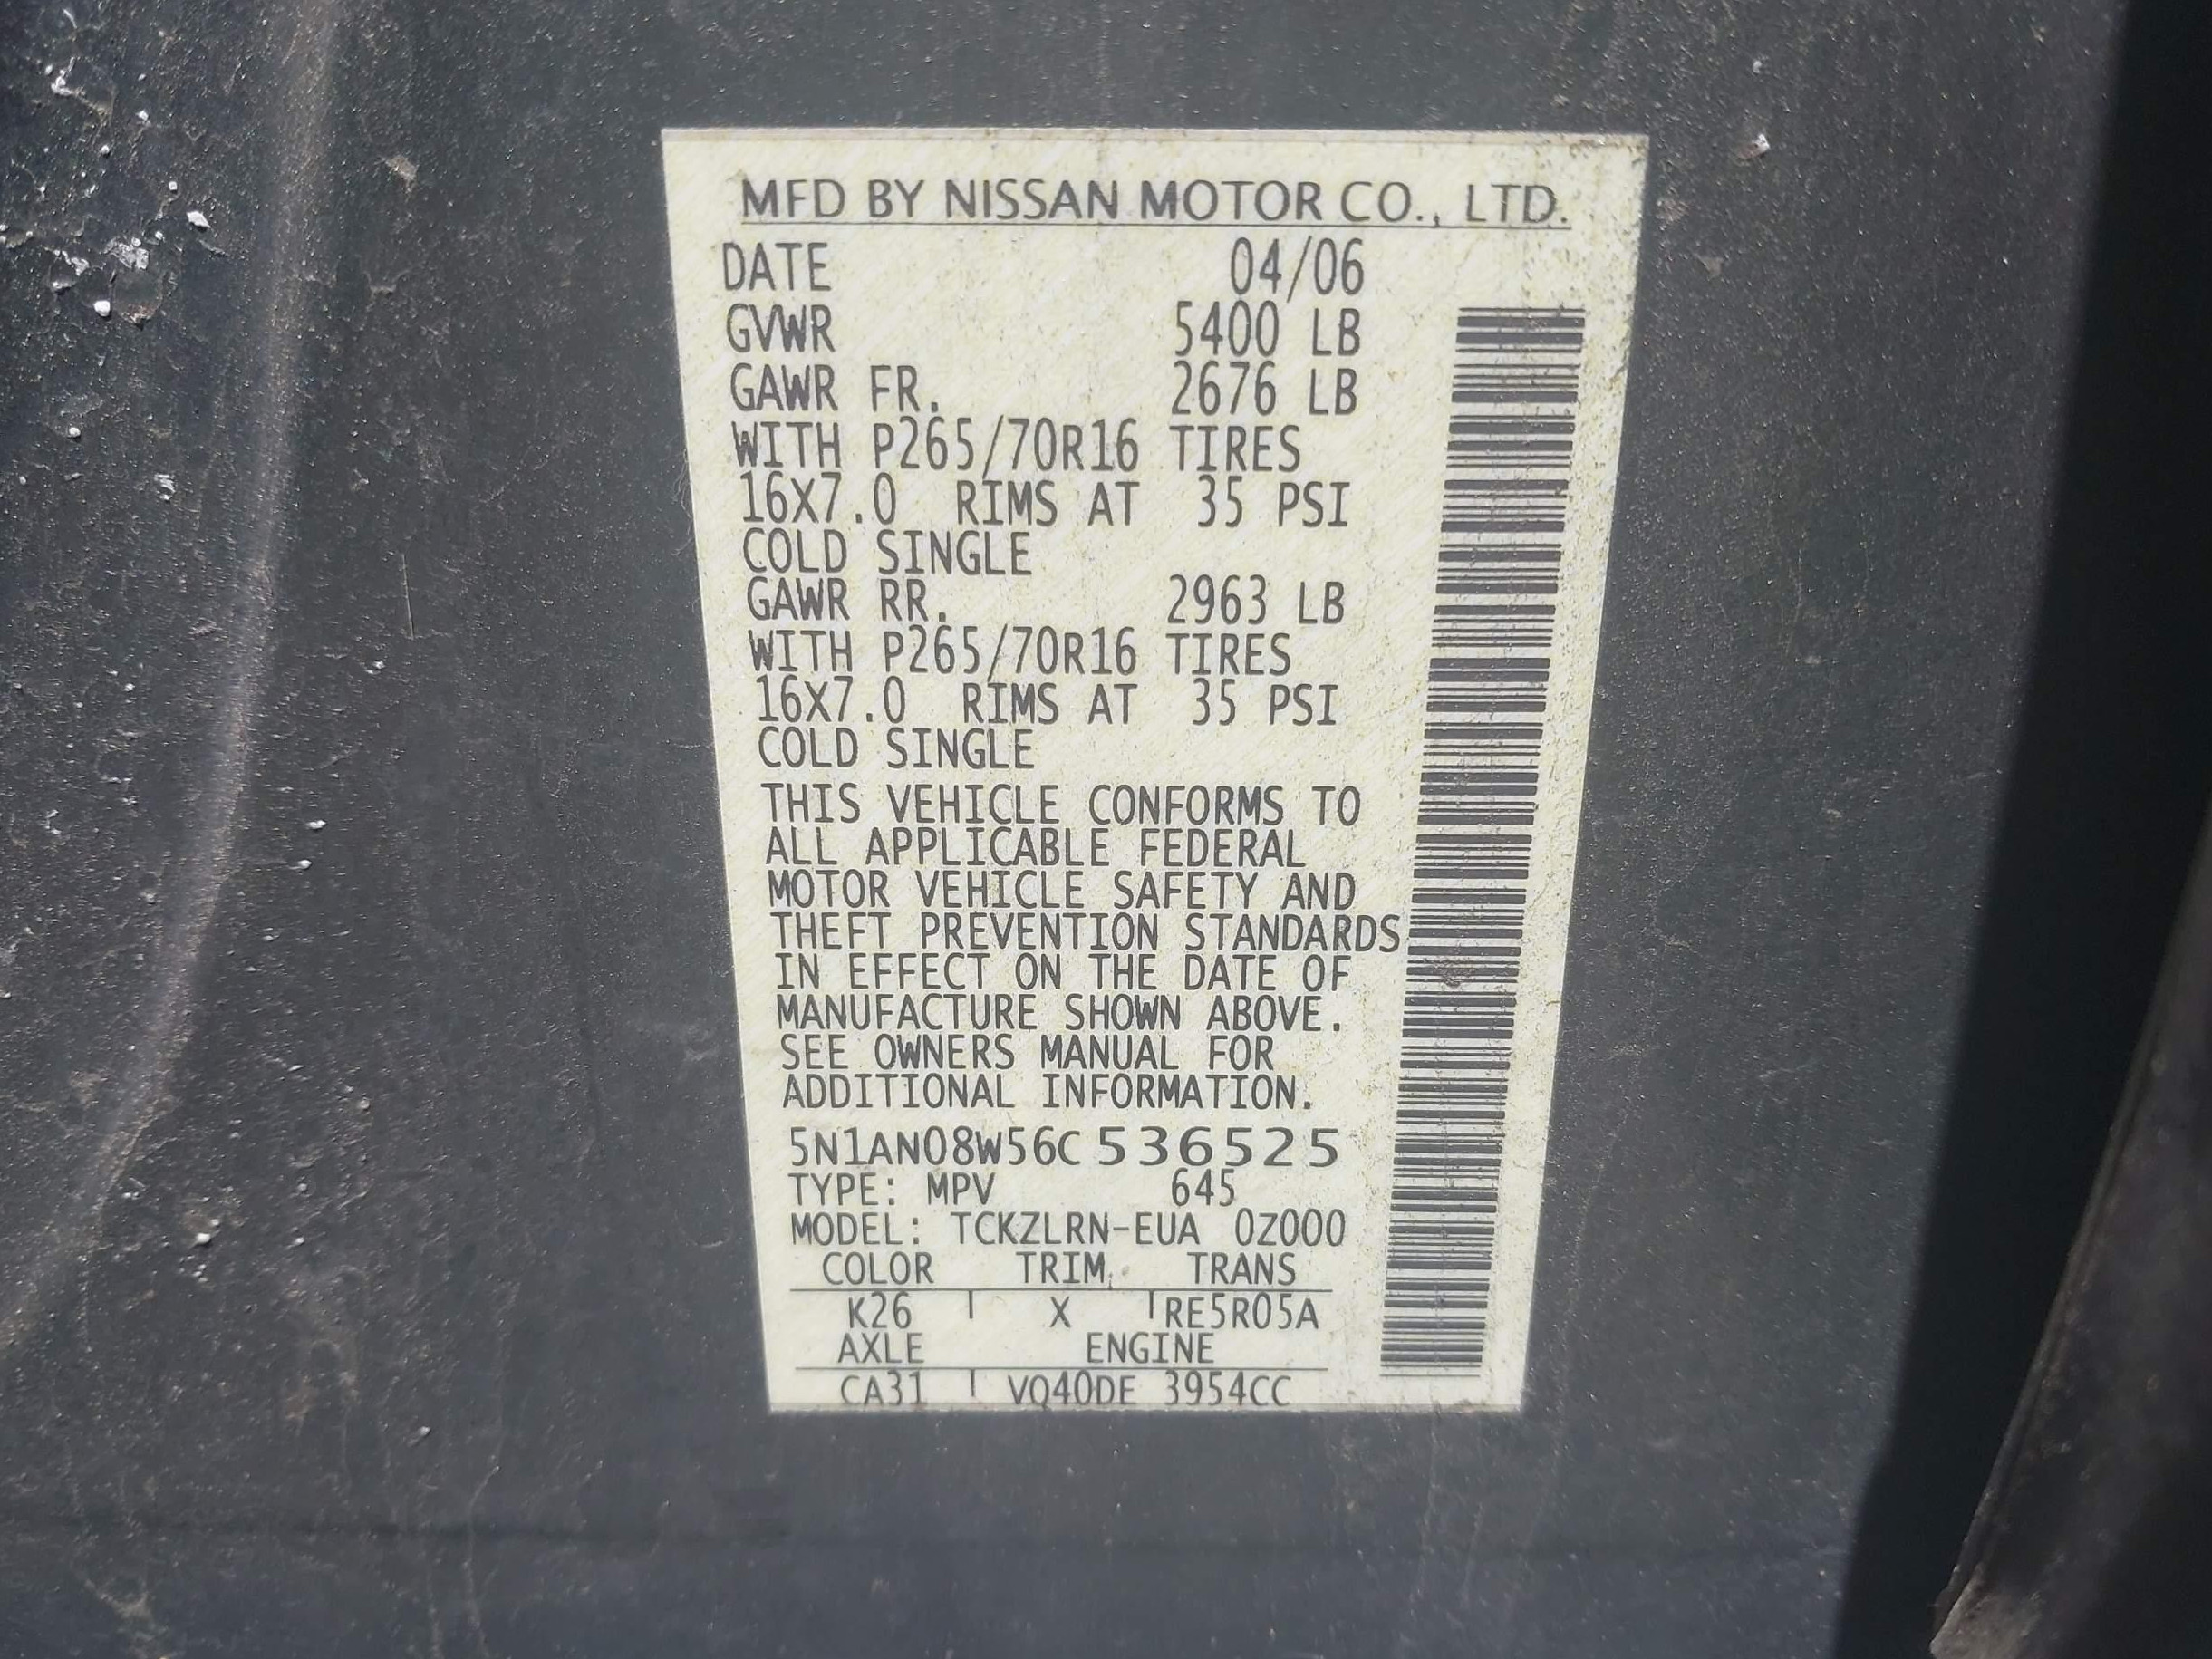 MFD BY NISSAN MOTOR CO., LTD.
DATE 04/06
GVWR 5400 LB
GAWR FR. 2676 LB
WITH P265/70R16 TIRES
16X7.0 RIMS AT 35 PSI
COLD SINGLE
GAWR RR. 2963 LB
WITH P265/70R16 TIRES
16X7.0 RIMS AT 35 PSI
COLD SINGLE
THIS VEHICLE CONFORMS TO
ALL APPLICABLE FEDERAL
MOTOR VEHICLE SAFETY AND
THEFT PREVENTION STANDARDS
IN EFFECT ON THE DATE OF
MANUFACTURE SHOWN ABOVE.
SEE OWNERS MANUAL FOR
ADDITIONAL INFORMATION.
5N1AN08W56C536525
TYPE: MPV 645
MODEL: TCKZLRN-EUA 0Z000
COLOR TRIM TRANS
K26 X RE5R05A
AXLE ENGINE
CA31 VQ40DE 3954CC